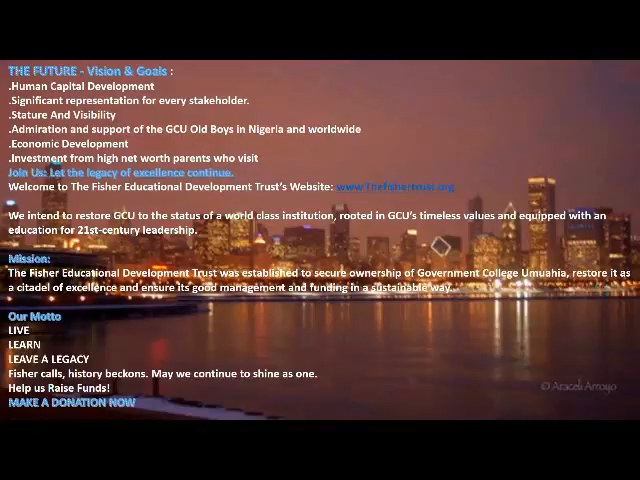 THE FUTURE - Vision & Goals :
.Human Capital Development
.Significant representation for every stakeholder.
.Stature And Visibility
.Admiration and support of the GCU Old Boys in Nigeria and worldwide
.Economic Development
.Investment from high net worth parents who visit
Join Us: Let the legacy of excellence continue.
Welcome to The Fisher Educational Development Trust's Website: www.Thefishertrust.org
We intend to restore GCU to the status of a world class institution, rooted in GCU's timeless values and equipped with an
education for 21st-century leadership.
Mission:
The Fisher Educational Development Trust was established to secure ownership of Government College Umuahia, restore it as
a citadel of excellence and ensure its good management and funding in a sustainable way...
Our Motto
LIVE
LEARN
LEAVE A LEGACY
Fisher calls, history beckons. May we continue to shine as one.
Help us Raise Funds!
MAKE A DONATION NOW
© Araceli Arroyo